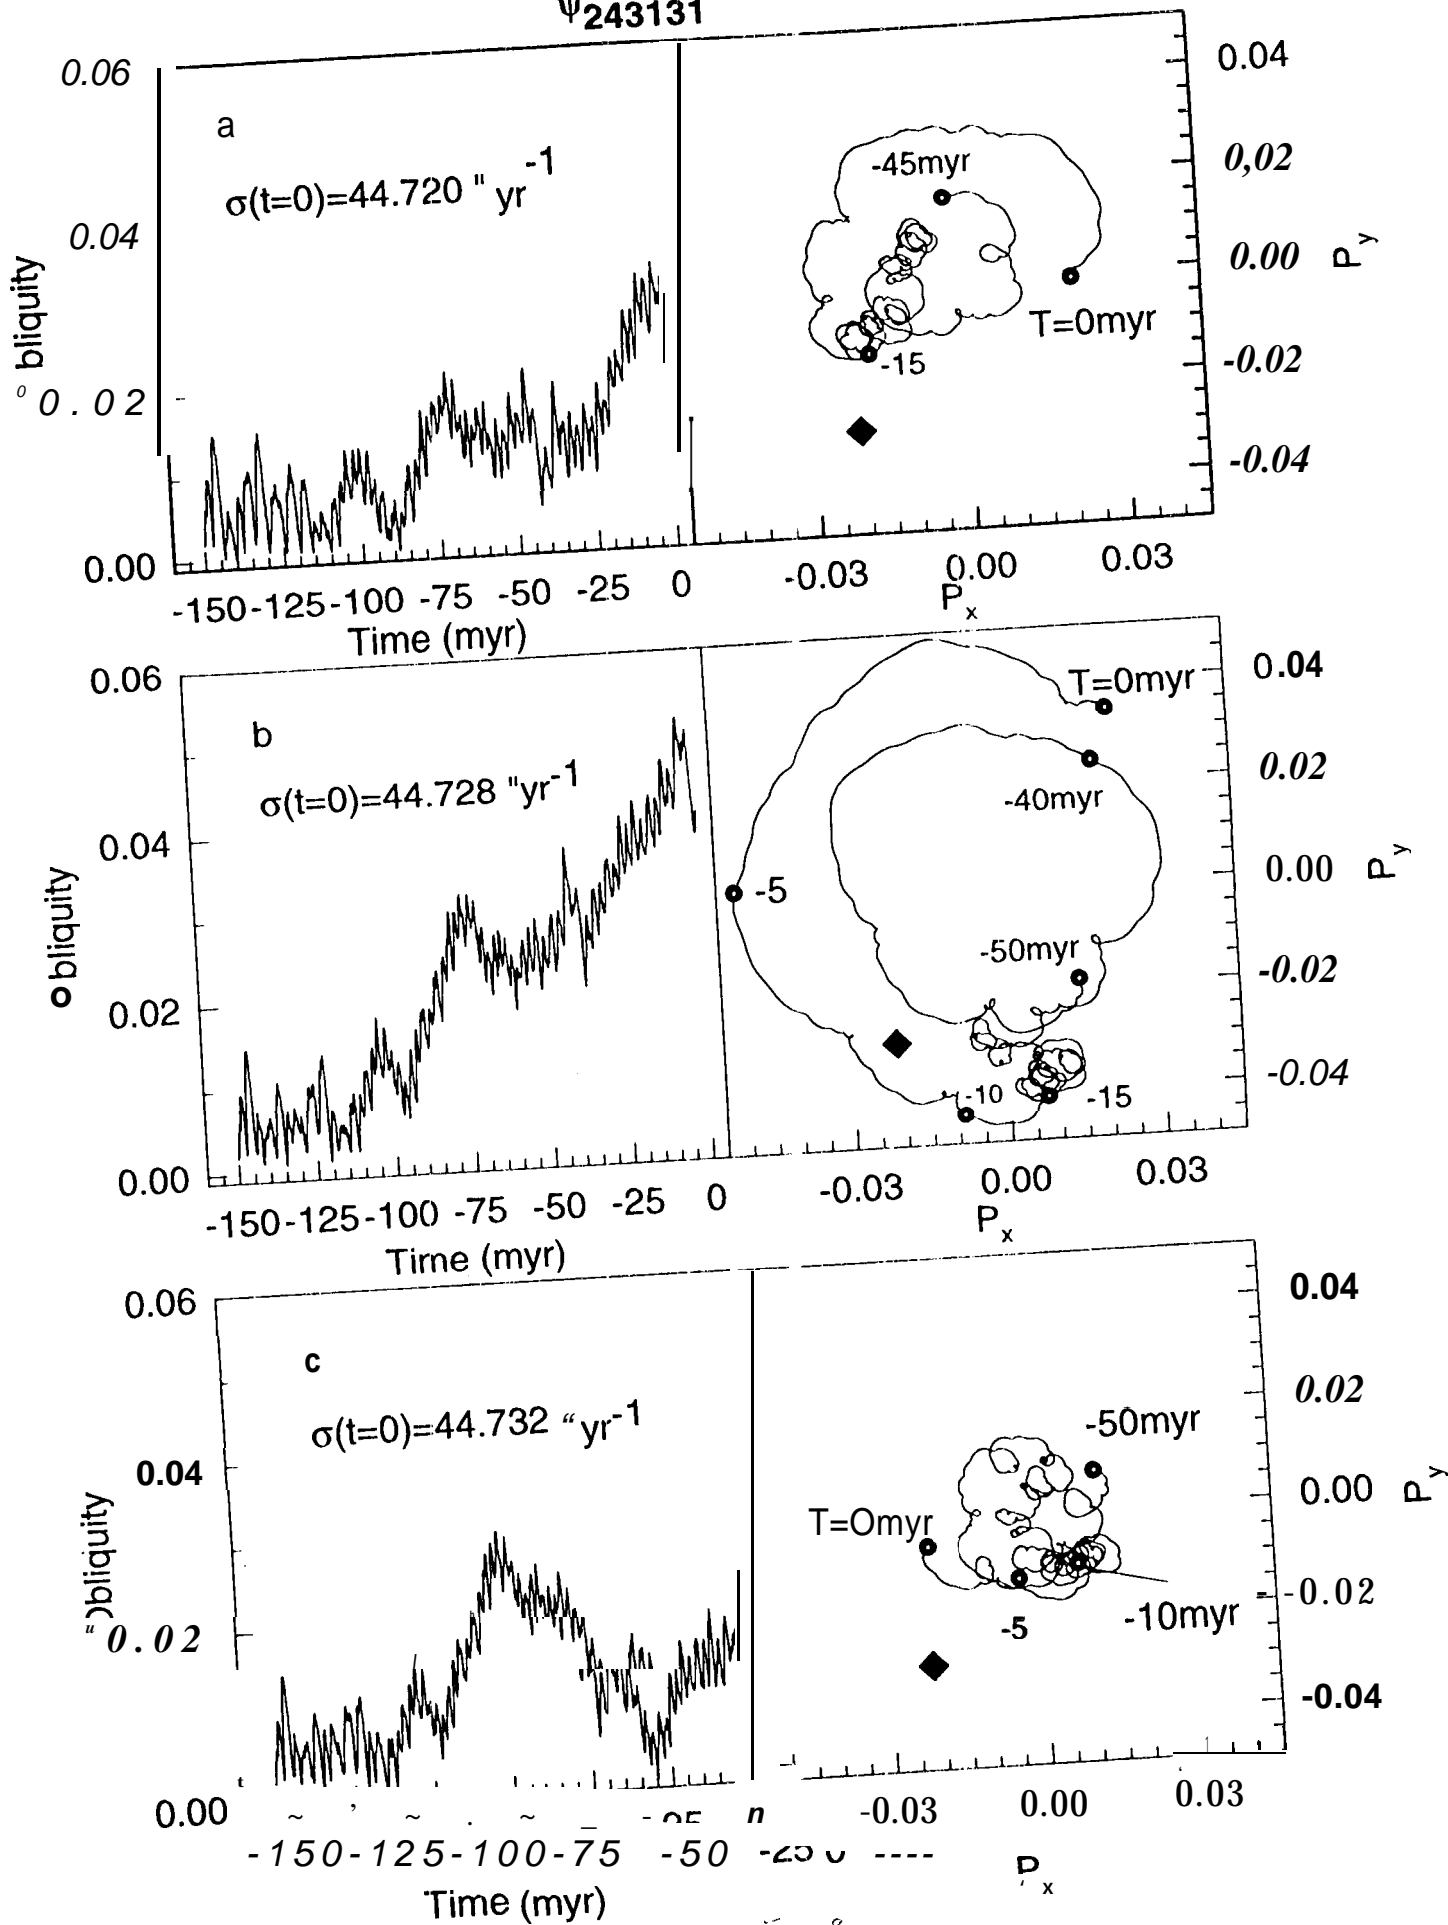 ψ243131
0.06
a
σ(t=0)=44.720 " yr-1
0.04
bliquity
0 0.02
0.00
-150 -125 -100 -75 -50 -25 0
Time (myr)
-45myr
T=0myr
-15
0.04
0,02
0.00
-0.02
-0.04
Py
-0.03 0.00 0.03
Px
0.06
b
σ(t=0)=44.728 "yr-1
0.04
obliquity
0.02
0.00
-150 -125 -100 -75 -50 -25 0
Time (myr)
T=0myr
-40myr
-5
-50myr
-10
-15
0.04
0.02
0.00
-0.02
-0.04
Py
-0.03 0.00 0.03
Px
0.06
c
σ(t=0)=44.732 “yr-1
0.04
bliquity
“0.02
0.00
n
-150-125-100-75 -50 -25 0 ----
Time (myr)
-50myr
T=Omyr
-5
-10myr
0.04
0.02
0.00
-0.02
-0.04
Py
-0.03 0.00 0.03
Px